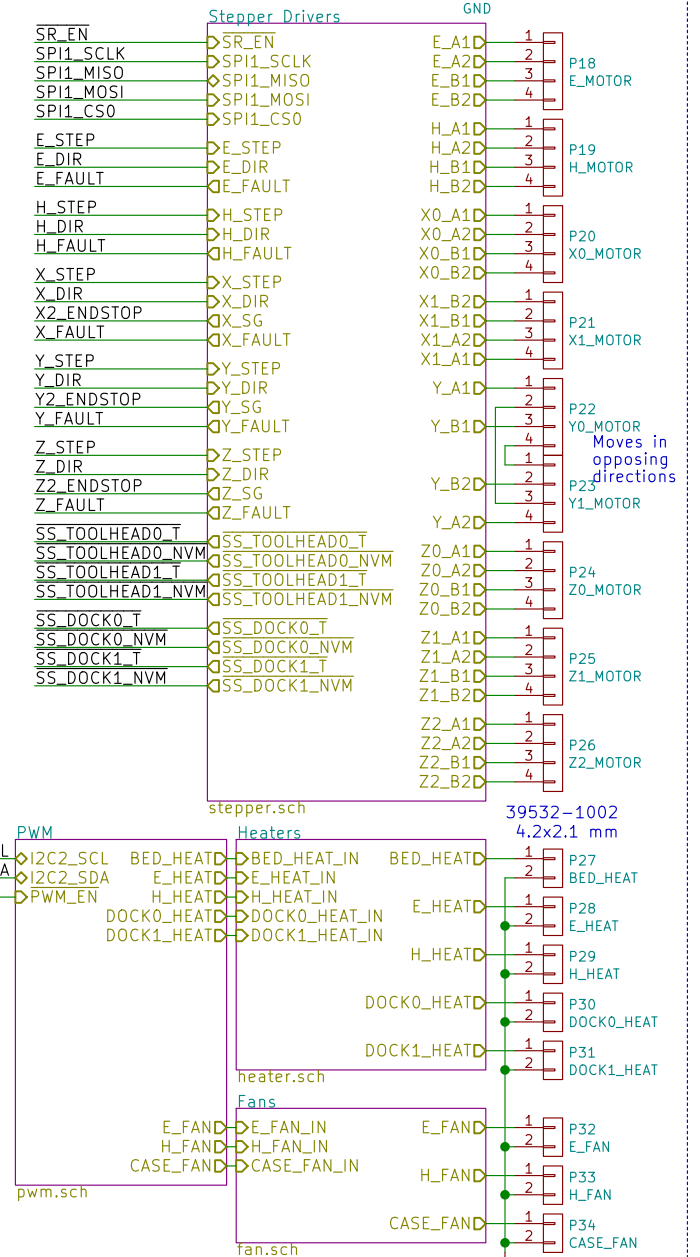 GND
Stepper Drivers
SR_EN SR_EN E_A1 1
SPI1_SCLK SPI1_SCLK E_A2 2 P18
SPI1_MISO SPI1_MISO E_B1 3 E_MOTOR
SPI1_MOSI SPI1_MOSI E_B2 4
SPI1_CS0 SPI1_CS0
H_A1 1
E_STEP E_STEP H_A2 2 P19
E_DIR E_DIR H_B1 3 H_MOTOR
E_FAULT E_FAULT H_B2 4
H_STEP H_STEP X0_A1 1
H_DIR H_DIR X0_A2 2 P20
H_FAULT H_FAULT X0_B1 3 X0_MOTOR
X0_B2 4
X_STEP X_STEP
X_DIR X_DIR X1_B2 1
X2_ENDSTOP X_SG X1_B1 2 P21
X_FAULT X_FAULT X1_A2 3 X1_MOTOR
X1_A1 4
Y_STEP Y_STEP
Y_DIR Y_DIR Y_A1 1
Y2_ENDSTOP Y_SG 2 P22
Y_FAULT Y_FAULT Y_B1 3 Y0_MOTOR
4 Moves in
Z_STEP Z_STEP
Z_DIR Z_DIR 1 opposing
Z2_ENDSTOP Z_SG Y_B2 2 P23 directions
Z_FAULT Z_FAULT 3 Y1_MOTOR
Y_A2 4
SS_TOOLHEAD0_T SS_TOOLHEAD0_T
SS_TOOLHEAD0_NVM SS_TOOLHEAD0_NVM Z0_A1 1
SS_TOOLHEAD1_T SS_TOOLHEAD1_T Z0_A2 2 P24
SS_TOOLHEAD1_NVM SS_TOOLHEAD1_NVM Z0_B1 3 Z0_MOTOR
Z0_B2 4
SS_DOCK0_T SS_DOCK0_T
SS_DOCK0_NVM SS_DOCK0_NVM Z1_A1 1
SS_DOCK1_T SS_DOCK1_T Z1_A2 2 P25
SS_DOCK1_NVM SS_DOCK1_NVM Z1_B1 3 Z1_MOTOR
Z1_B2 4
Z2_A1 1
Z2_A2 2 P26
Z2_B1 3 Z2_MOTOR
Z2_B2 4
stepper.sch
39532-1002
4.2x2.1 mm
PWM Heaters
L I2C2_SCL BED_HEAT BED_HEAT_IN BED_HEAT 1 P27
A I2C2_SDA E_HEAT E_HEAT_IN 2 BED_HEAT
PWM_EN H_HEAT H_HEAT_IN E_HEAT 1 P28
DOCK0_HEAT DOCK0_HEAT_IN 2 E_HEAT
DOCK1_HEAT DOCK1_HEAT_IN
H_HEAT 1 P29
2 H_HEAT
DOCK0_HEAT 1 P30
2 DOCK0_HEAT
DOCK1_HEAT 1 P31
2 DOCK1_HEAT
heater.sch
Fans
E_FAN E_FAN_IN E_FAN 1 P32
H_FAN H_FAN_IN 2 E_FAN
CASE_FAN CASE_FAN_IN H_FAN 1 P33
pwm.sch 2 H_FAN
CASE_FAN 1 P34
2 CASE_FAN
fan.sch